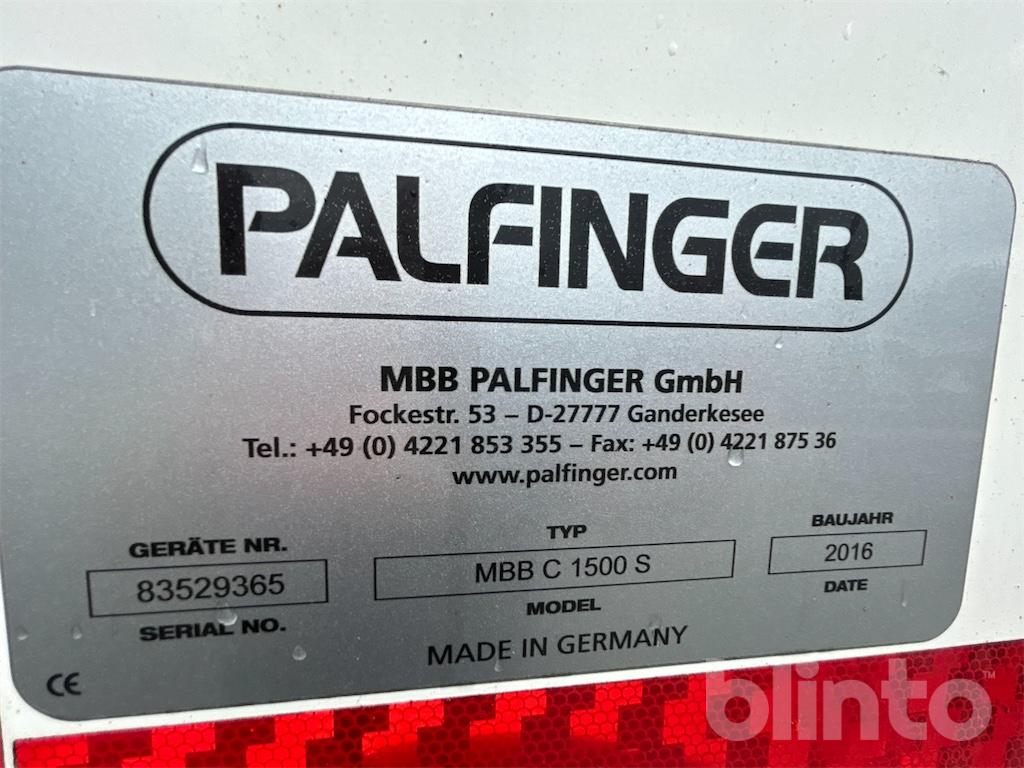 PALFINGER
MBB PALFINGER GmbH
Fockestr. 53 – D-27777 Ganderkesee
Tel.: +49 (0) 4221 853 355 – Fax: +49 (0) 4221 875 36
www.palfinger.com
GERÄTE NR.
83529365
SERIAL NO.
TYP
MBB C 1500 S
MODEL
BAUJAHR
2016
DATE
MADE IN GERMANY
CE
blinto™